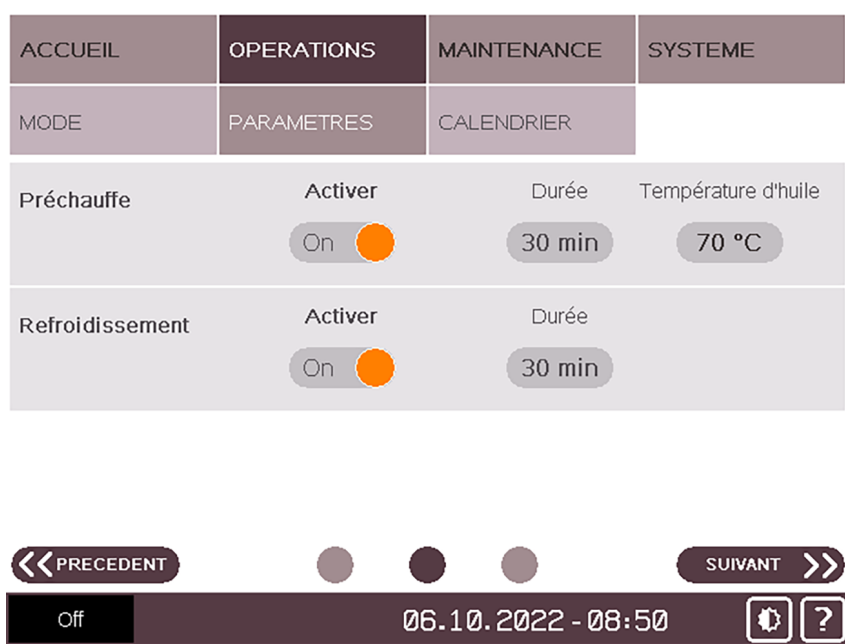 ACCUEIL OPERATIONS MAINTENANCE SYSTEME
MODE PARAMETRES CALENDRIER
Préchauffe Activer Durée Température d'huile
On 30 min 70 °C
Refroidissement Activer Durée
On 30 min
PRECEDENT SUIVANT
Off 06.10.2022 - 08:50 ?